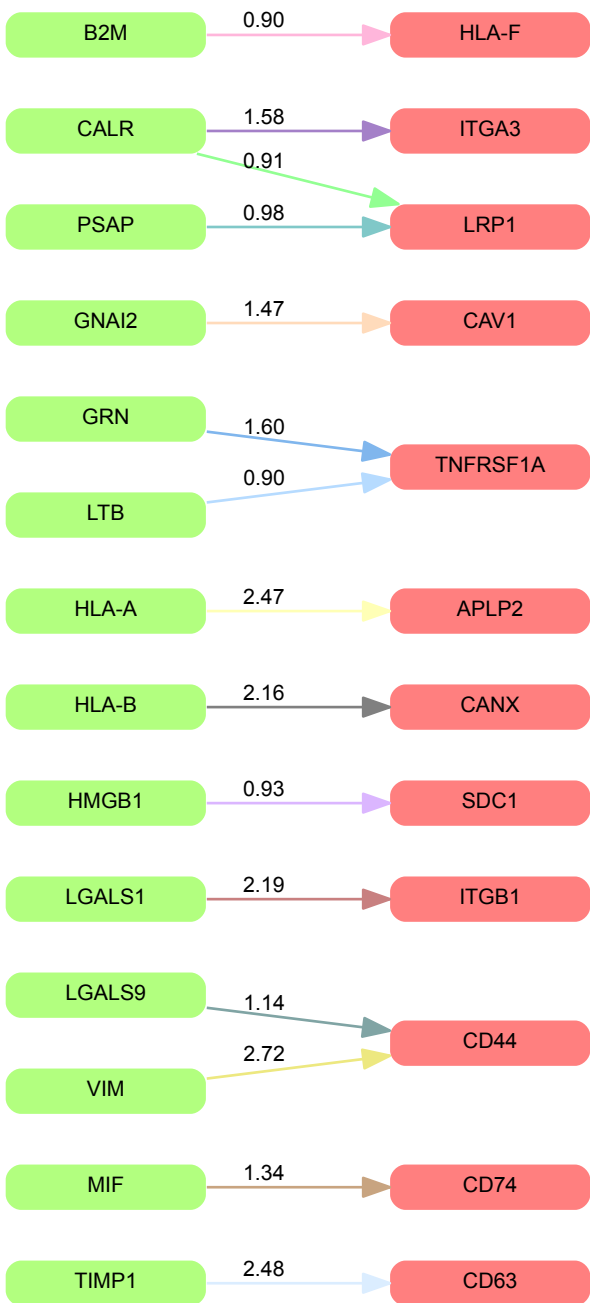 B2M 0.90 HLA-F
CALR 1.58 ITGA3
0.91
PSAP 0.98 LRP1
GNAI2 1.47 CAV1
GRN 1.60
TNFRSF1A
LTB 0.90
HLA-A 2.47 APLP2
HLA-B 2.16 CANX
HMGB1 0.93 SDC1
LGALS1 2.19 ITGB1
LGALS9 1.14
CD44
VIM 2.72
MIF 1.34 CD74
TIMP1 2.48 CD63